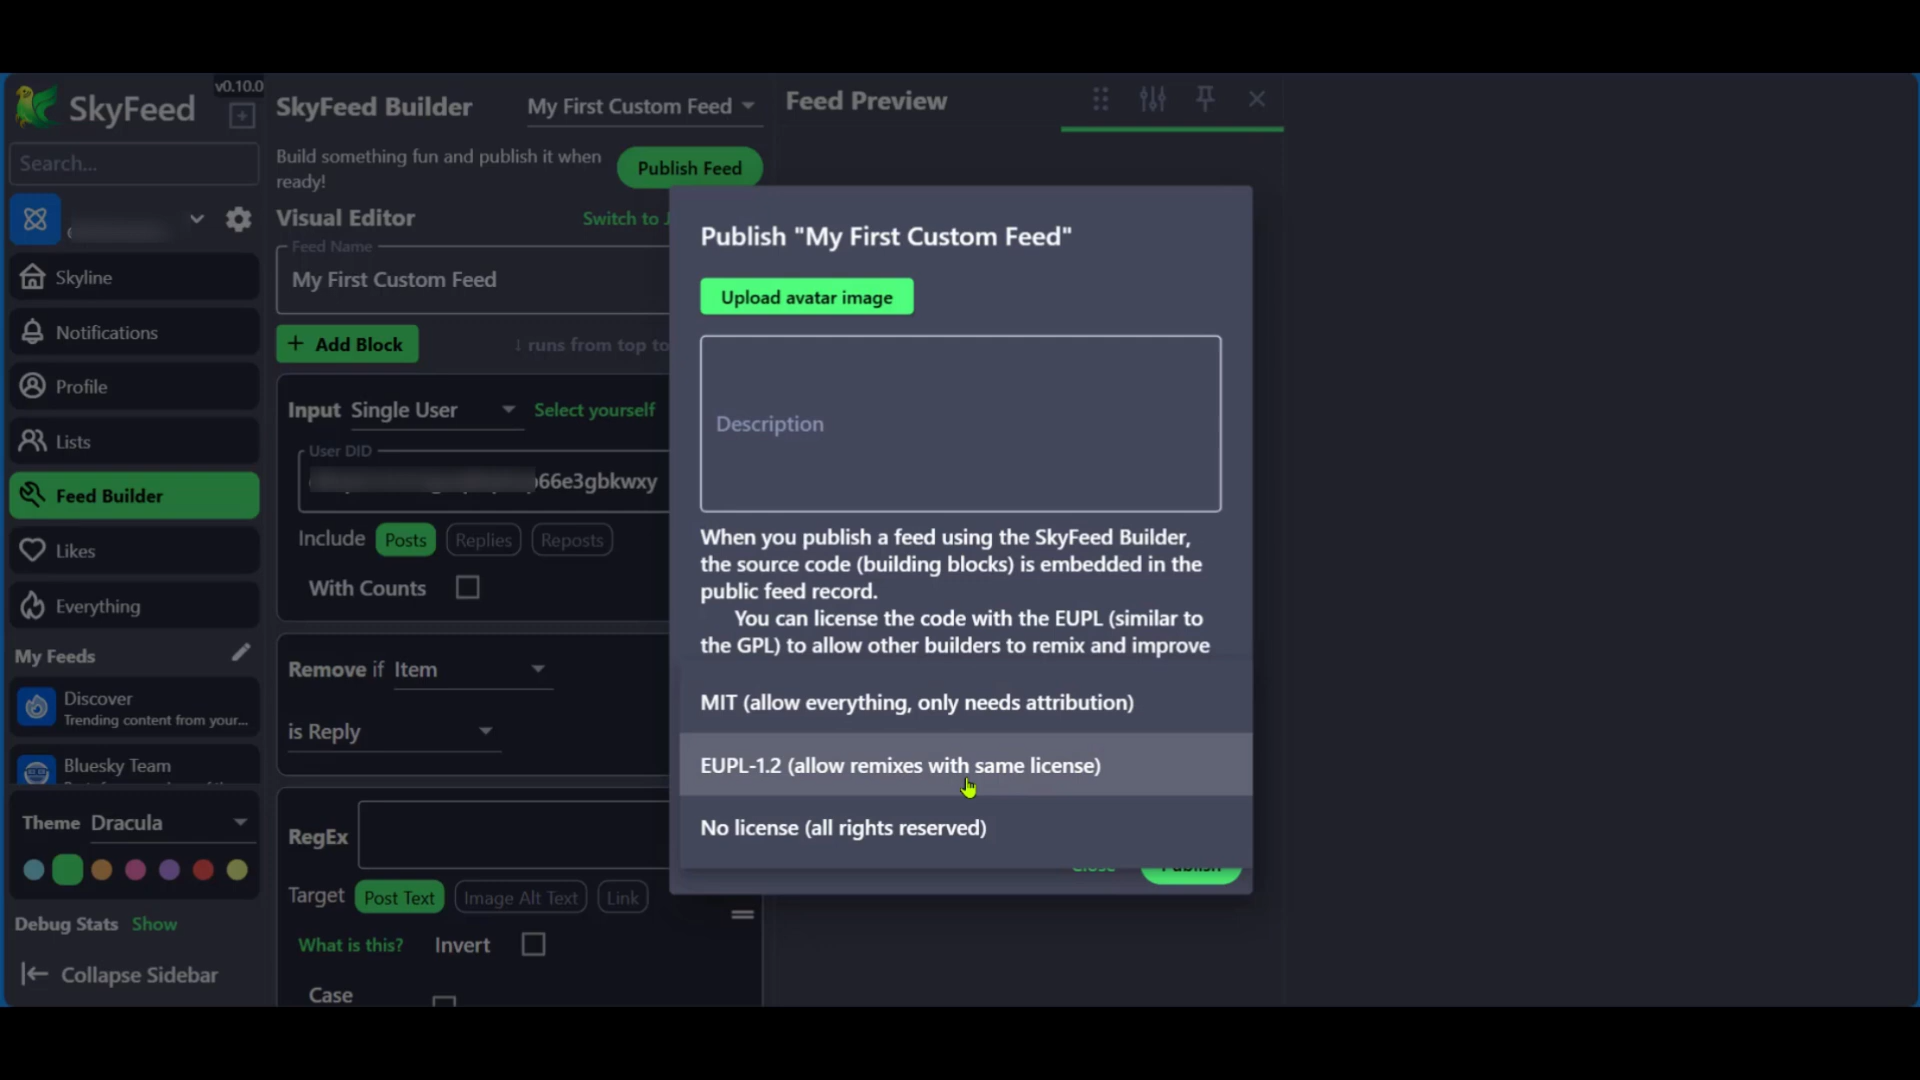 v0.10.0
SkyFeed
Search...
Skyline
Notifications
Profile
Lists
Feed Builder
Likes
Everything
My Feeds
Discover
Trending content from your...
Bluesky Team
Theme Dracula
Debug Stats Show
Collapse Sidebar
SkyFeed Builder
My First Custom Feed
Build something fun and publish it when
ready!
Publish Feed
Visual Editor
Switch to J
Feed Name
My First Custom Feed
+ Add Block
↓ runs from top to
Input Single User
Select yourself
User DID
66e3gbkwxy
Include Posts Replies Reposts
With Counts
Remove if Item
is Reply
RegEx
Target Post Text Image Alt Text Link
What is this? Invert
Case
Feed Preview
Publish "My First Custom Feed"
Upload avatar image
Description
When you publish a feed using the SkyFeed Builder,
the source code (building blocks) is embedded in the
public feed record.
You can license the code with the EUPL (similar to
the GPL) to allow other builders to remix and improve
MIT (allow everything, only needs attribution)
EUPL-1.2 (allow remixes with same license)
No license (all rights reserved)
Close
Publish